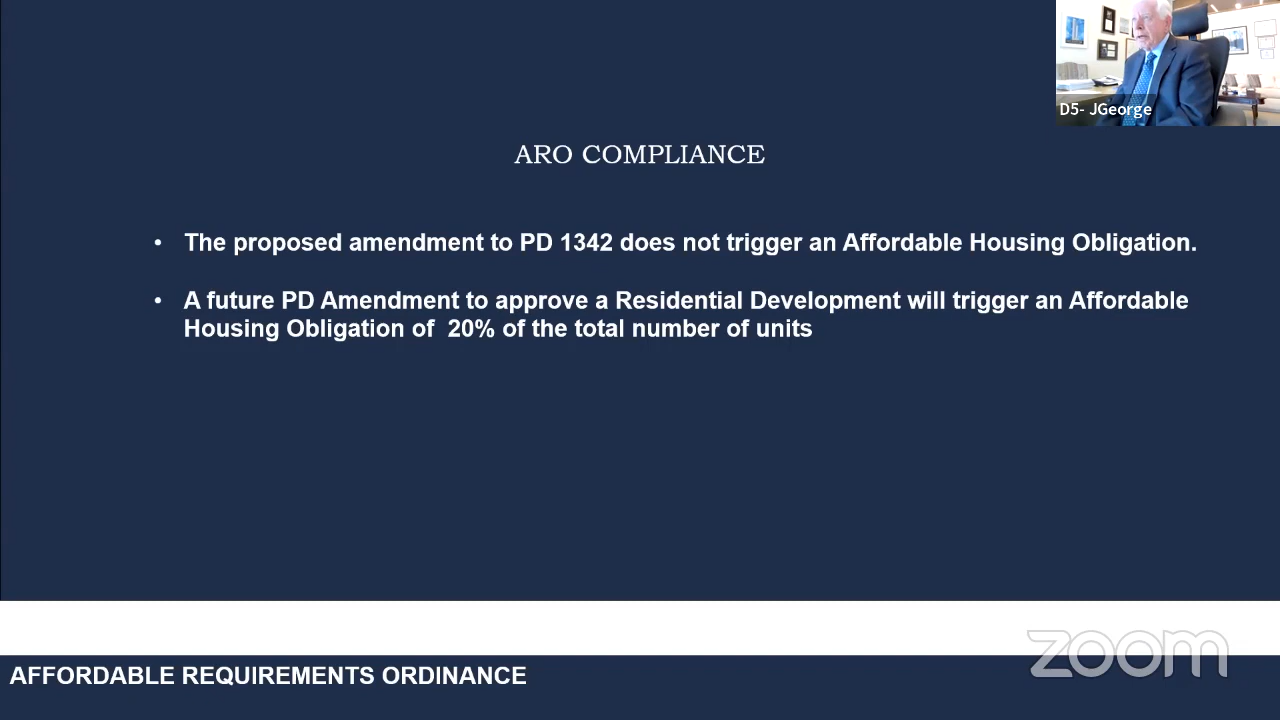 D5- JGeorge
ARO COMPLIANCE
• The proposed amendment to PD 1342 does not trigger an Affordable Housing Obligation.
• A future PD Amendment to approve a Residential Development will trigger an Affordable
Housing Obligation of 20% of the total number of units
zoom
AFFORDABLE REQUIREMENTS ORDINANCE